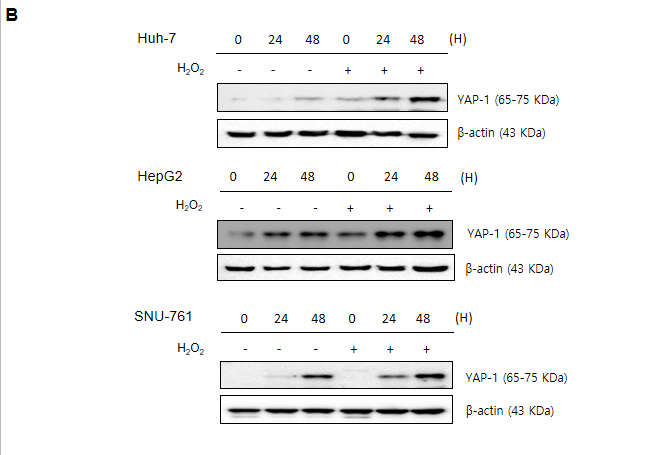 B
Huh-7 0 24 48 0 24 48 (H)
H₂O₂ - - - + + +
YAP-1 (65-75 KDa)
β-actin (43 KDa)
HepG2 0 24 48 0 24 48 (H)
H₂O₂ - - - + + +
YAP-1 (65-75 KDa)
β-actin (43 KDa)
SNU-761 0 24 48 0 24 48 (H)
H₂O₂ - - - + + +
YAP-1 (65-75 KDa)
β-actin (43 KDa)